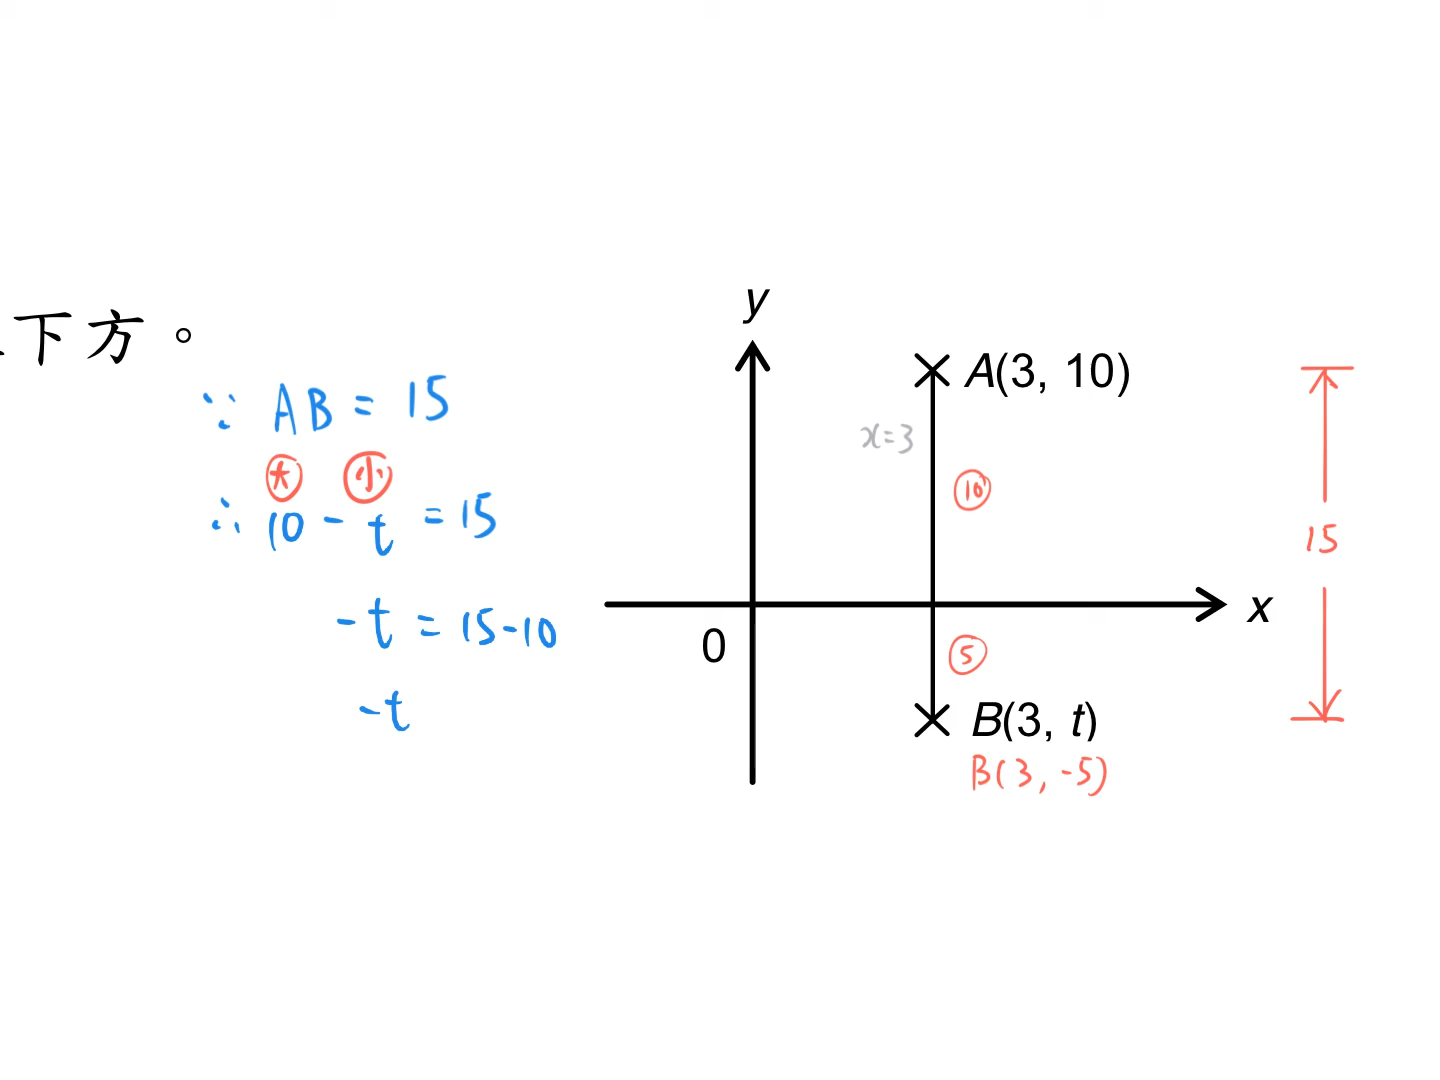 下方。
∵ AB = 15
大 小
∴ 10 - t = 15
-t = 15-10
-t
y
A(3, 10)
x=3
10
15
x
0
5
B(3, t)
B(3, -5)